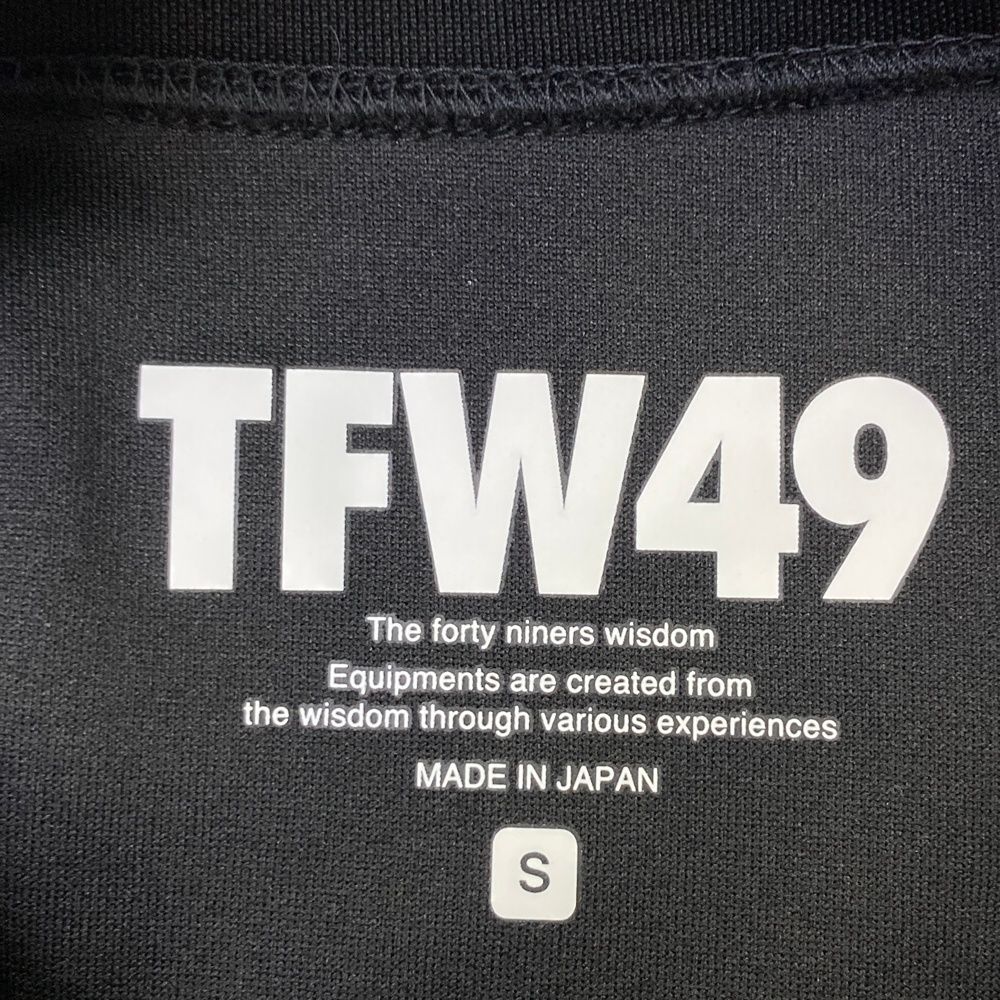 TFW49
The forty niners wisdom
Equipments are created from
the wisdom through various experiences
MADE IN JAPAN
S